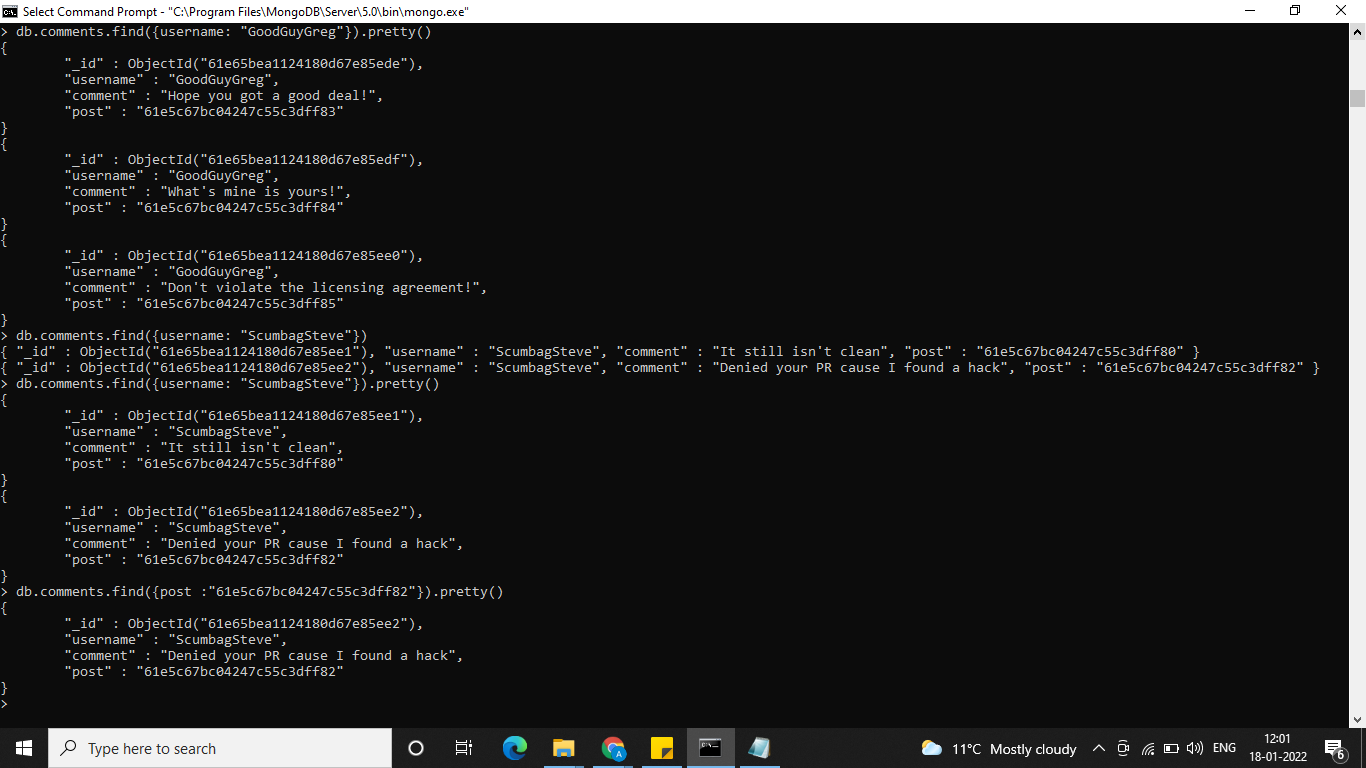 Select Command Prompt - "C:\Program Files\MongoDB\Server\5.0\bin\mongo.exe"
> db.comments.find({username: "GoodGuyGreg"}).pretty()
{
"_id" : ObjectId("61e65bea1124180d67e85ede"),
"username" : "GoodGuyGreg",
"comment" : "Hope you got a good deal!",
"post" : "61e5c67bc04247c55c3dff83"
}
{
"_id" : ObjectId("61e65bea1124180d67e85edf"),
"username" : "GoodGuyGreg",
"comment" : "What's mine is yours!",
"post" : "61e5c67bc04247c55c3dff84"
}
{
"_id" : ObjectId("61e65bea1124180d67e85ee0"),
"username" : "GoodGuyGreg",
"comment" : "Don't violate the licensing agreement!",
"post" : "61e5c67bc04247c55c3dff85"
}
> db.comments.find({username: "ScumbagSteve"})
{ "_id" : ObjectId("61e65bea1124180d67e85ee1"), "username" : "ScumbagSteve", "comment" : "It still isn't clean", "post" : "61e5c67bc04247c55c3dff80" }
{ "_id" : ObjectId("61e65bea1124180d67e85ee2"), "username" : "ScumbagSteve", "comment" : "Denied your PR cause I found a hack", "post" : "61e5c67bc04247c55c3dff82" }
> db.comments.find({username: "ScumbagSteve"}).pretty()
{
"_id" : ObjectId("61e65bea1124180d67e85ee1"),
"username" : "ScumbagSteve",
"comment" : "It still isn't clean",
"post" : "61e5c67bc04247c55c3dff80"
}
{
"_id" : ObjectId("61e65bea1124180d67e85ee2"),
"username" : "ScumbagSteve",
"comment" : "Denied your PR cause I found a hack",
"post" : "61e5c67bc04247c55c3dff82"
}
> db.comments.find({post :"61e5c67bc04247c55c3dff82"}).pretty()
{
"_id" : ObjectId("61e65bea1124180d67e85ee2"),
"username" : "ScumbagSteve",
"comment" : "Denied your PR cause I found a hack",
"post" : "61e5c67bc04247c55c3dff82"
}
>
Type here to search
A
11°C Mostly cloudy
ENG
12:01
18-01-2022
6